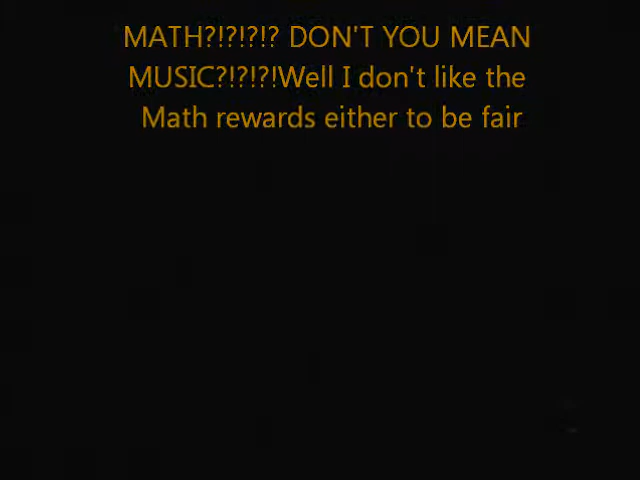 MATH?!?!?!? DON'T YOU MEAN
MUSIC?!?!?!Well I don't like the
Math rewards either to be fair